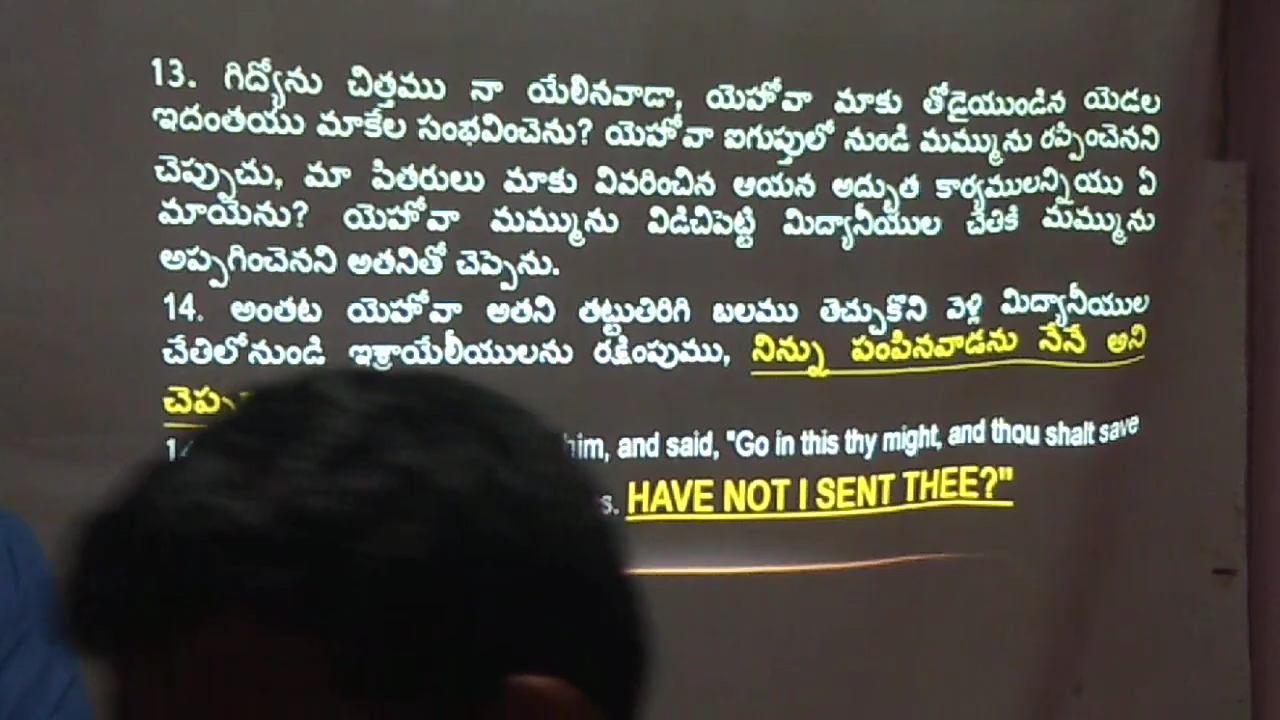 13. గిద్యోను చిత్తము నా యేలినవాడా, యెహోవా మాకు తోడైయుండిన యెడల
ఇదంతయు మాకేల సంభవించెను? యెహోవా ఐగుప్తులో నుండి మమ్మును రప్పించెనని
చెప్పుచు, మా పితరులు మాకు వివరించిన ఆయన అద్భుత కార్యములన్నియు ఏ
మాయెను? యెహోవా మమ్మును విడిచిపెట్టి మిద్యానీయుల చేతికి మమ్మును
అప్పగించెనని అతనితో చెప్పెను.
14. అంతట యెహోవా అతని తట్టుతిరిగి బలము తెచ్చుకొని వెళ్లి మిద్యానీయుల
చేతిలోనుండి ఇశ్రాయేలీయులను రక్షింపుము, నిన్ను పంపినవాడను నేనే అని
him, and said, "Go in this thy might, and thou shalt save
s. HAVE NOT I SENT THEE?"